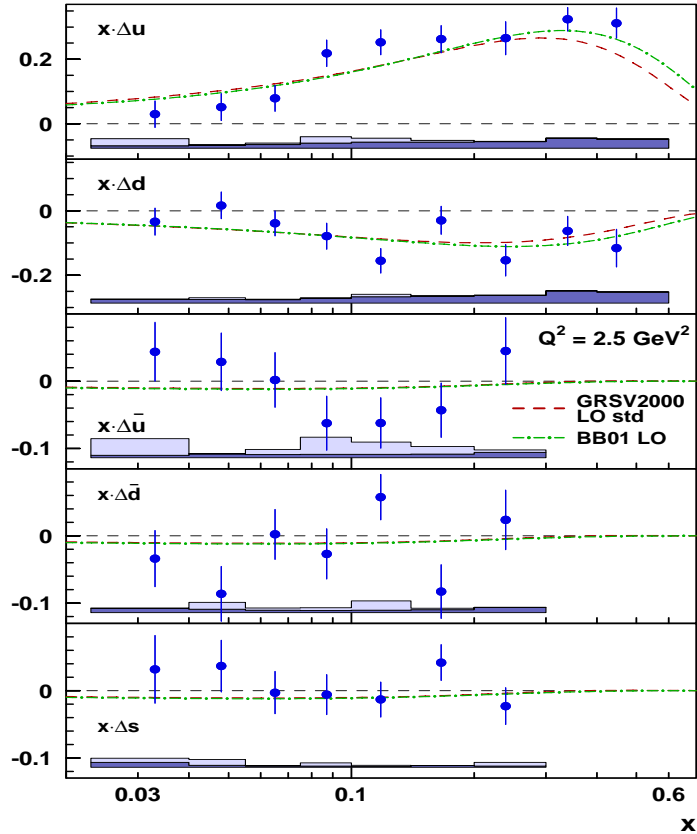 x·Δu
0.2
0
x·Δd
0
-0.2
Q² = 2.5 GeV²
0
GRSV2000
LO std
x·Δū
BB01 LO
-0.1
x·Δd̄
0
-0.1
0
x·Δs
-0.1
0.03
0.1
0.6
x